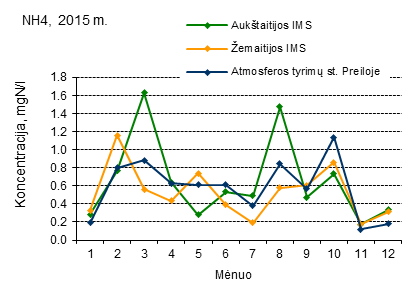 NH4, 2015 m.
Aukštaitijos IMS
Žemaitijos IMS
Atmosferos tyrimų st. Preiloje
Koncentracija, mgN/l
1.8
1.6
1.4
1.2
1.0
0.8
0.6
0.4
0.2
0.0
1 2 3 4 5 6 7 8 9 10 11 12
Mėnuo